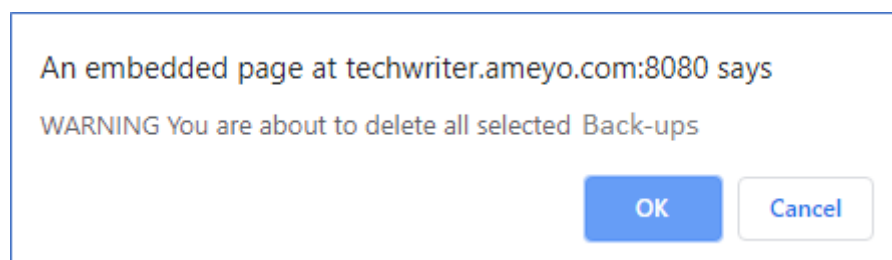 An embedded page at techwriter.ameyo.com:8080 says
WARNING You are about to delete all selected Back-ups
OK Cancel